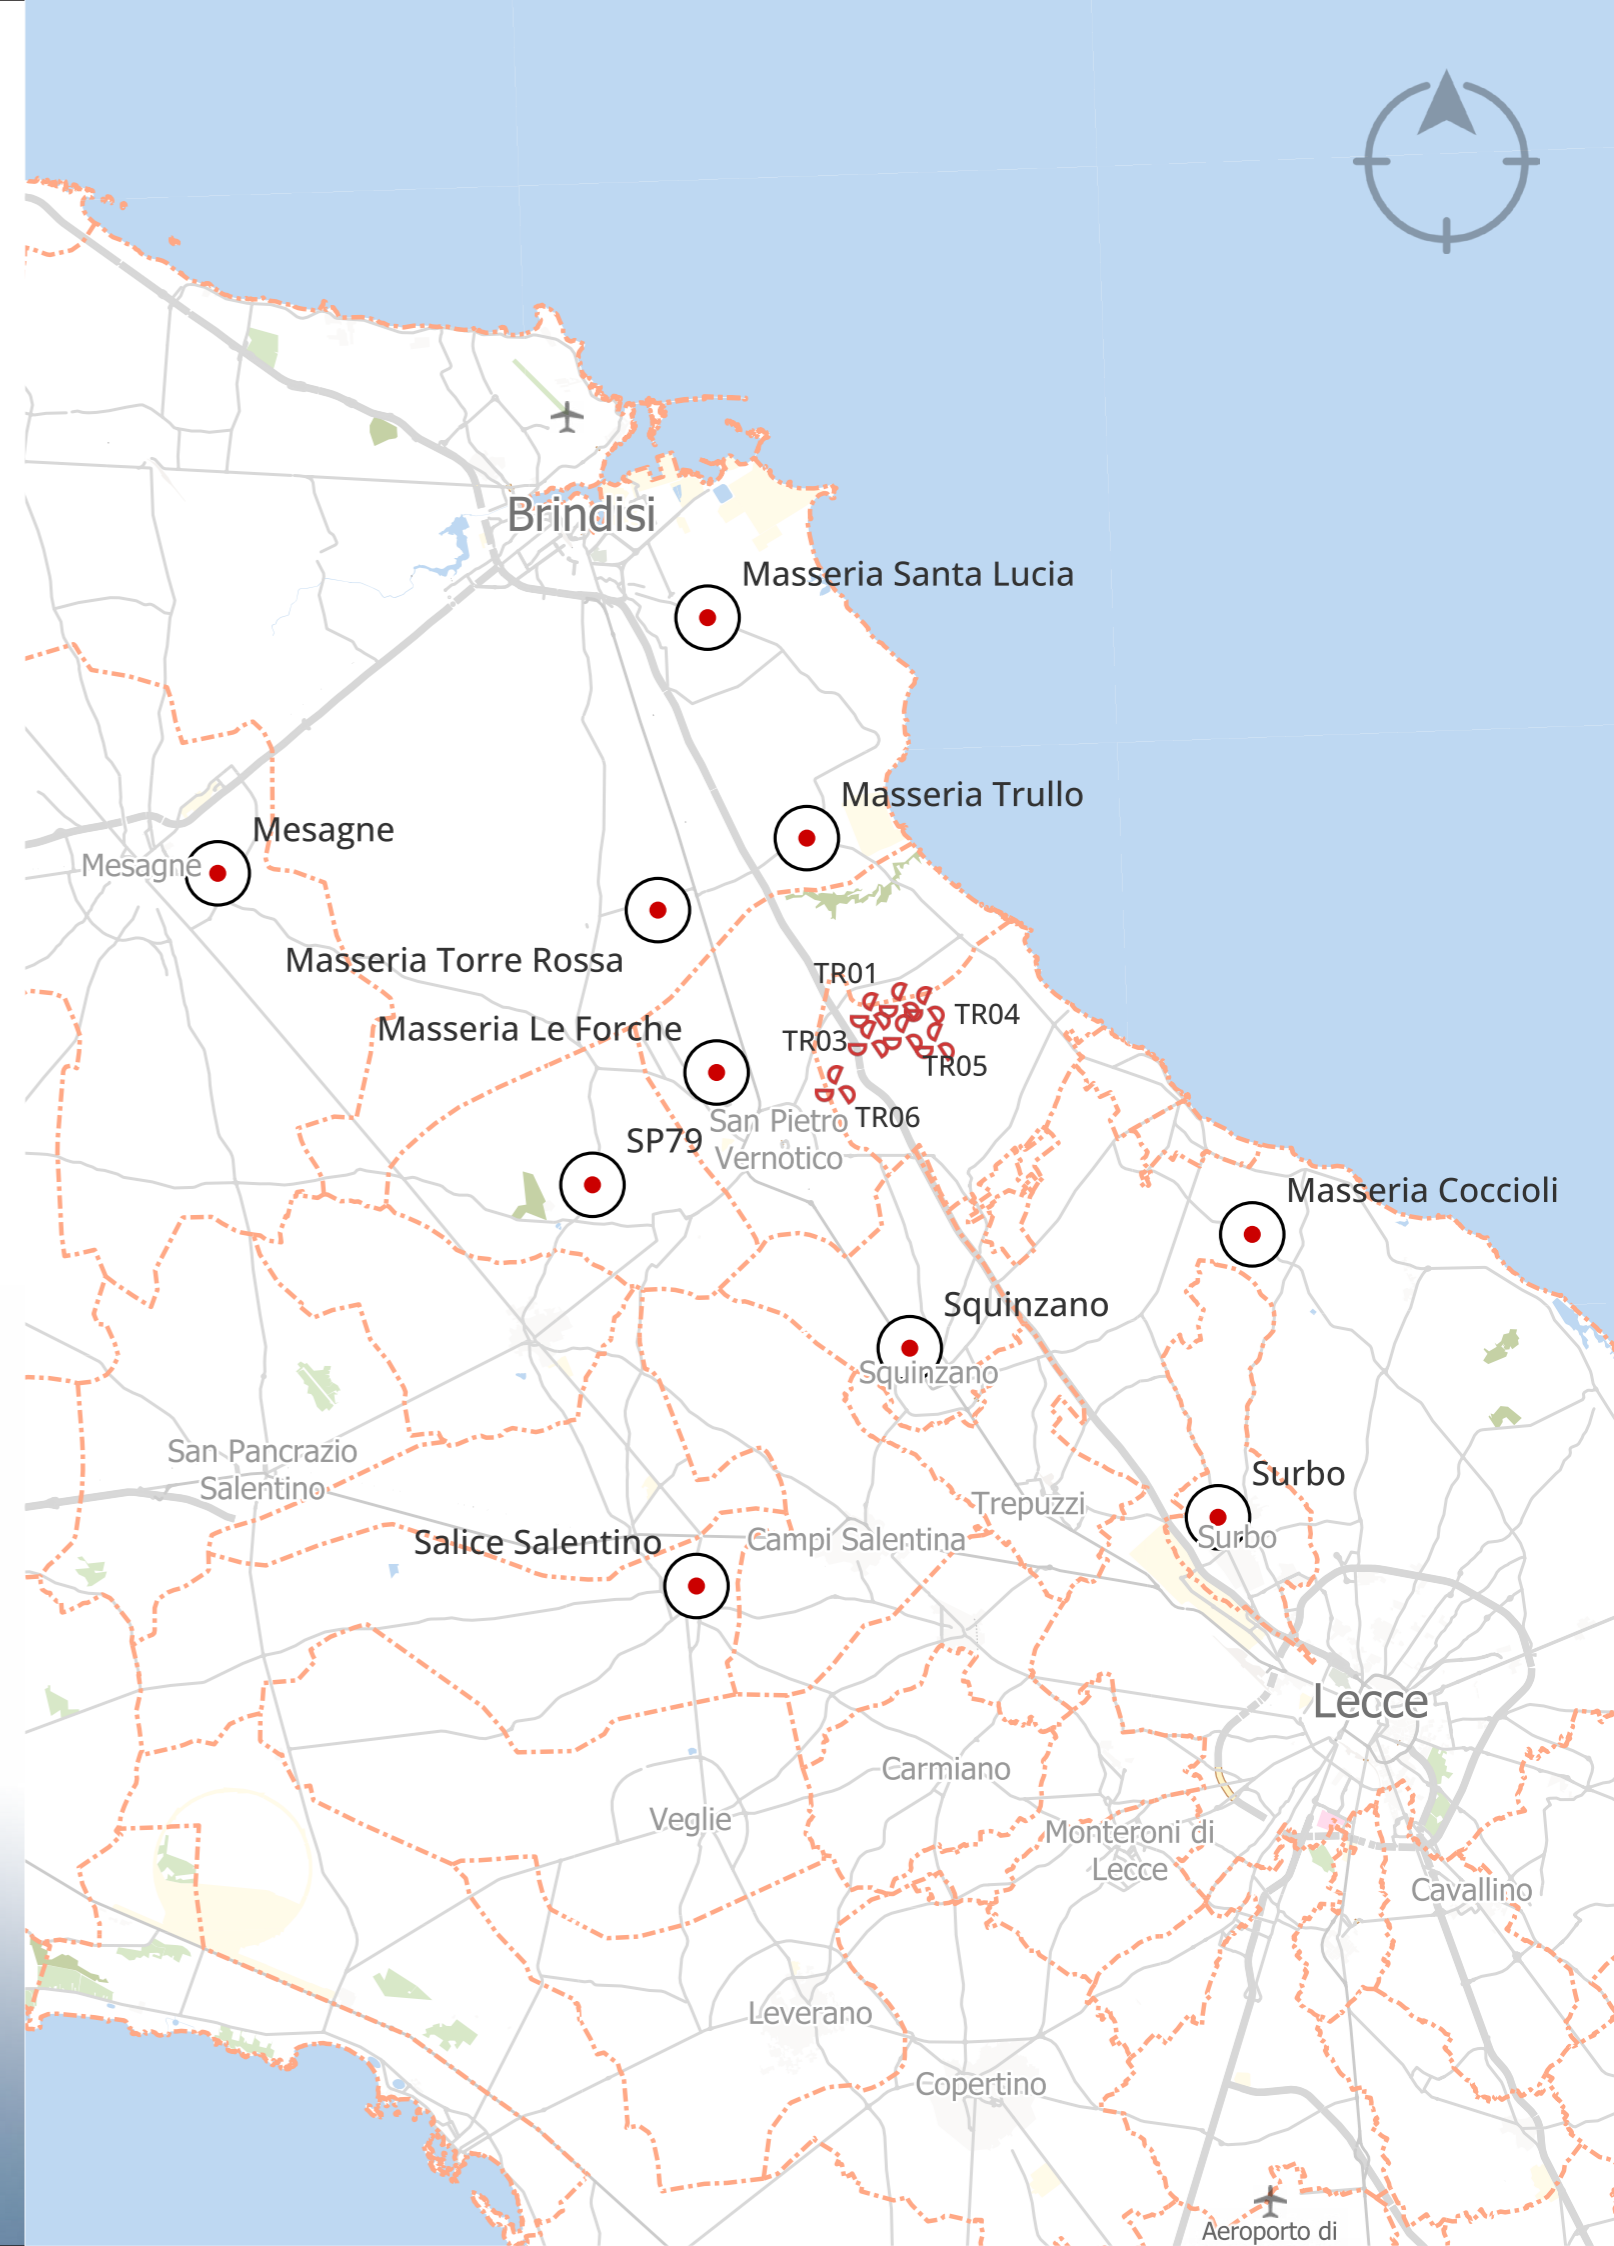 Brindisi
Masseria Santa Lucia
Masseria Trullo
Mesagne
Mesagne
Masseria Torre Rossa
TR01
TR04
Masseria Le Forche
TR03
TR05
TR06
San Pietro
Vernotico
SP79
Masseria Coccioli
Squinzano
Squinzano
San Pancrazio
Salentino
Surbo
Trepuzzi
Surbo
Salice Salentino
Campi Salentina
Lecce
Carmiano
Veglie
Monteroni di
Lecce
Cavallino
Leverano
Copertino
Aeroporto di